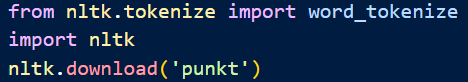 from nltk.tokenize import word_tokenize
import nltk
nltk.download('punkt')